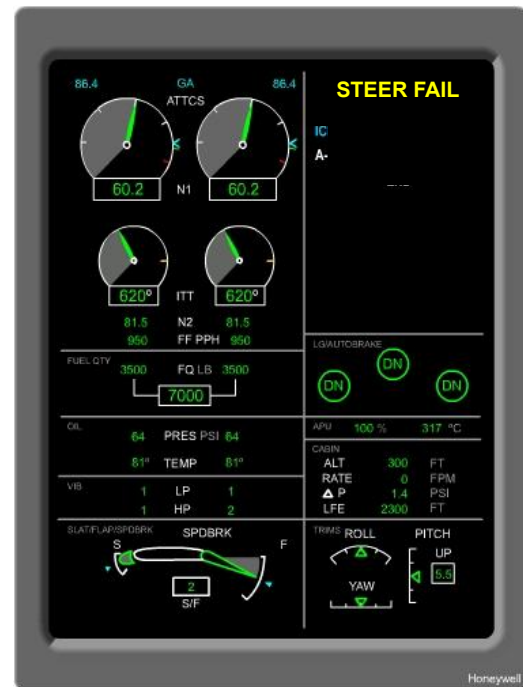 86.4 GA 86.4
ATTCS
60.2 N1 60.2
620° ITT 620°
81.5 N2 81.5
950 FF PPH 950
FUEL QTY
3500 FQ LB 3500
7000
OIL
64 PRES PSI 64
81° TEMP 81°
VIB
1 LP 1
1 HP 2
SLAT/FLAP/SPDBRK
SPDBRK
S F
2
S/F
STEER FAIL
IC
A-
LG/AUTOBRAKE
DN DN DN
APU 100 % 317 °C
CABIN
ALT 300 FT
RATE 0 FPM
Δ P 1.4 PSI
LFE 2300 FT
TRIMS ROLL PITCH
UP
5.5
YAW
Honeywell